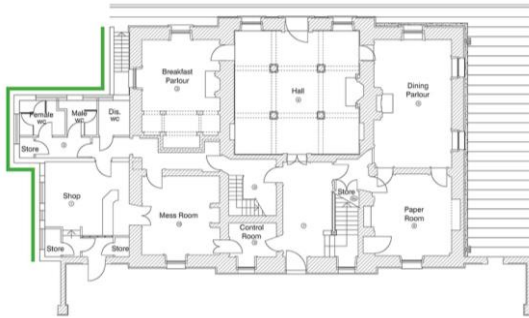 Breakfast
Parlour
Hall
Dining
Parlour
Female
wc
Male
wc
Dis.
wc
Store
Shop
Mess Room
Store
Paper
Room
Control
Room
Store
Store